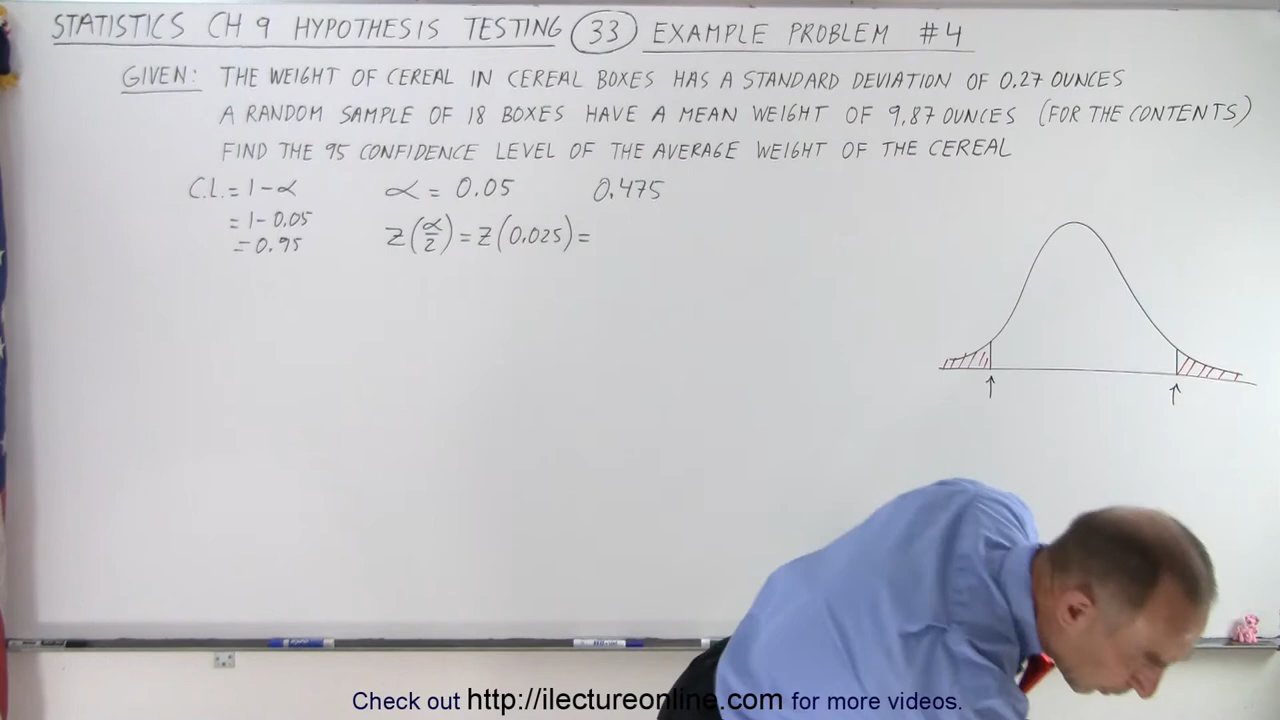 STATISTICS CH 9 HYPOTHESIS TESTING 33 EXAMPLE PROBLEM #4
GIVEN: THE WEIGHT OF CEREAL IN CEREAL BOXES HAS A STANDARD DEVIATION OF 0.27 OUNCES
A RANDOM SAMPLE OF 18 BOXES HAVE A MEAN WEIGHT OF 9.87 OUNCES (FOR THE CONTENTS)
FIND THE 95 CONFIDENCE LEVEL OF THE AVERAGE WEIGHT OF THE CEREAL
C.L. = 1 - α α = 0.05 0.475
= 1 - 0.05
= 0.95
Z(α/2) = Z(0.025) =
Check out http://ilectureonline.com for more videos.